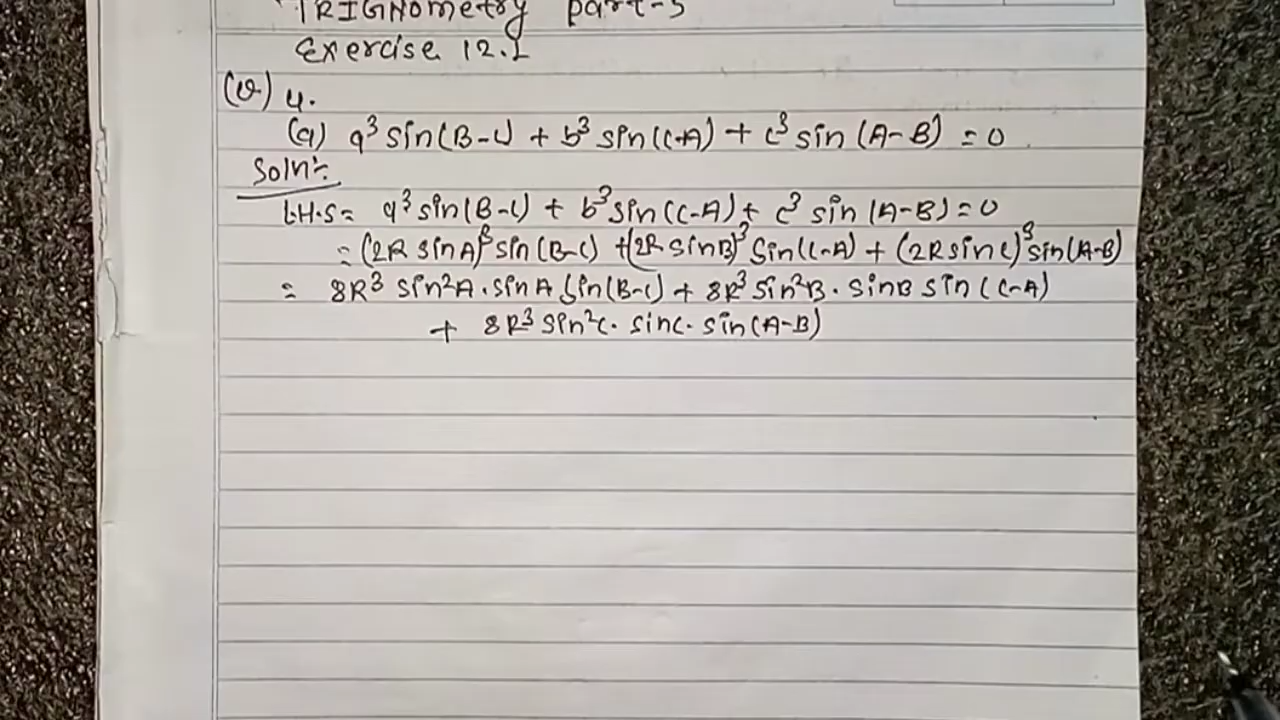 TRIGNOmetry part-5
Exercise 12.1
(Q) 4.
(a) a³ sin(B-C) + b³ sin(C-A) + c³ sin(A-B) = 0
Soln:-
L.H.S = a³ sin(B-C) + b³ sin(C-A) + c³ sin(A-B) = 0
= (2R sinA)³ sin(B-C) + (2R sinB)³ sin(C-A) + (2R sinC)³ sin(A-B)
= 8R³ sin²A . sinA sin(B-C) + 8R³ sin²B . sinB sin(C-A)
+ 8R³ sin²C . sinC . sin(A-B)